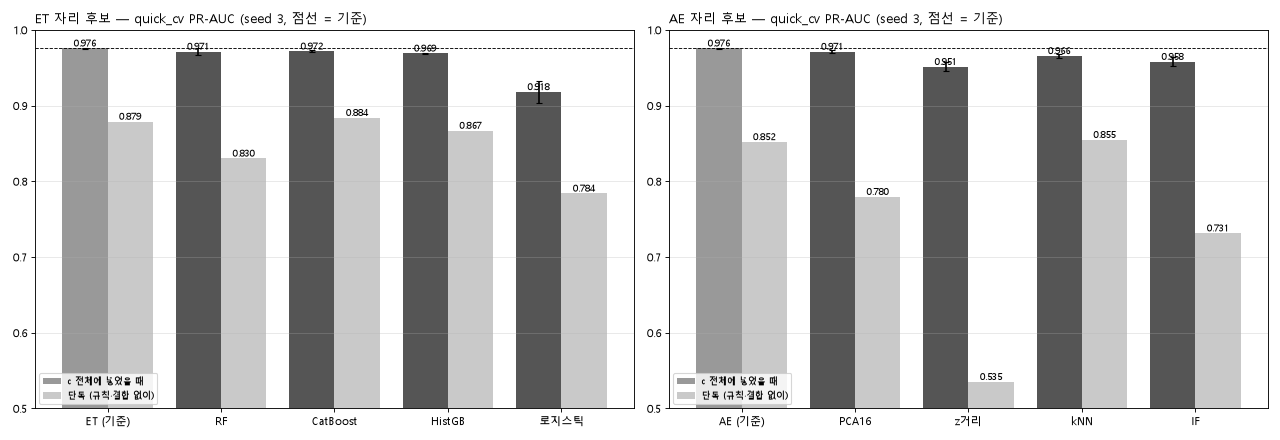 ET 자리 후보 — quick_cv PR-AUC (seed 3, 점선 = 기준)
1.0
0.9
0.8
0.7
0.6
0.5
0.976
0.879
0.971
0.830
0.972
0.884
0.969
0.867
0.918
0.784
c 전체에 넣었을 때
단독 (규칙·결합 없이)
ET (기준)
RF
CatBoost
HistGB
로지스틱
AE 자리 후보 — quick_cv PR-AUC (seed 3, 점선 = 기준)
1.0
0.9
0.8
0.7
0.6
0.5
0.976
0.852
0.971
0.780
0.951
0.535
0.966
0.855
0.958
0.731
c 전체에 넣었을 때
단독 (규칙·결합 없이)
AE (기준)
PCA16
z거리
kNN
IF